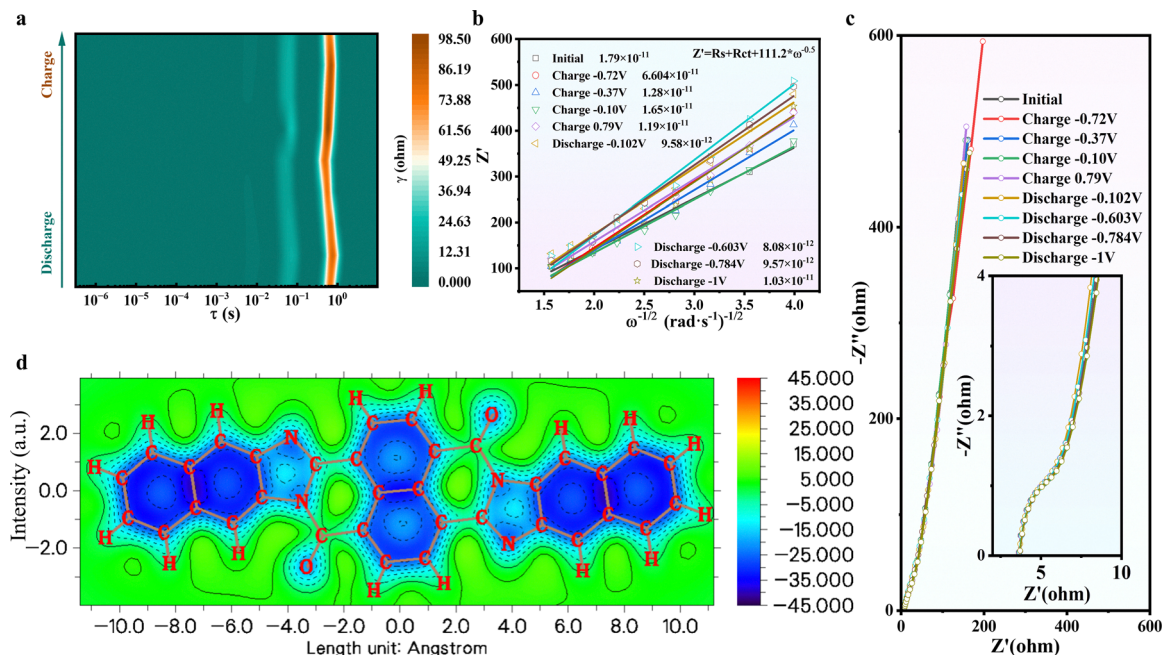 a
Charge
Discharge
10⁻⁶ 10⁻⁵ 10⁻⁴ 10⁻³ 10⁻² 10⁻¹ 10⁰
τ (s)
98.50
86.19
73.88
61.56
49.25
36.94
24.63
12.31
0.000
γ (ohm)
b
Z'=Rs+Rct+111.2*ω^-0.5
Initial 1.79×10⁻¹¹
Charge -0.72V 6.604×10⁻¹¹
Charge -0.37V 1.28×10⁻¹¹
Charge -0.10V 1.65×10⁻¹¹
Charge 0.79V 1.19×10⁻¹¹
Discharge -0.102V 9.58×10⁻¹²
Discharge -0.603V 8.08×10⁻¹²
Discharge -0.784V 9.57×10⁻¹²
Discharge -1V 1.03×10⁻¹¹
600
500
400
300
200
100
Z'
1.5 2.0 2.5 3.0 3.5 4.0
ω^-1/2 (rad·s⁻¹)^-1/2
c
600
400
200
0
-Z''(ohm)
Initial
Charge -0.72V
Charge -0.37V
Charge -0.10V
Charge 0.79V
Discharge -0.102V
Discharge -0.603V
Discharge -0.784V
Discharge -1V
4
2
0
-Z''(ohm)
5 10
Z'(ohm)
0 200 400 600
Z'(ohm)
d
Intensity (a.u.)
2.0
0.0
−2.0
H H
H H O H H
C C C
C C N C C C C H
H C C C C C C N C C C
C C C N C C C C C
H C C C C C N C C H
H H O C C H H H
H H
−10.0 −8.0 −6.0 −4.0 −2.0 0.0 2.0 4.0 6.0 8.0 10.0
Length unit: Angstrom
45.000
35.000
25.000
15.000
5.000
−5.000
−15.000
−25.000
−35.000
−45.000